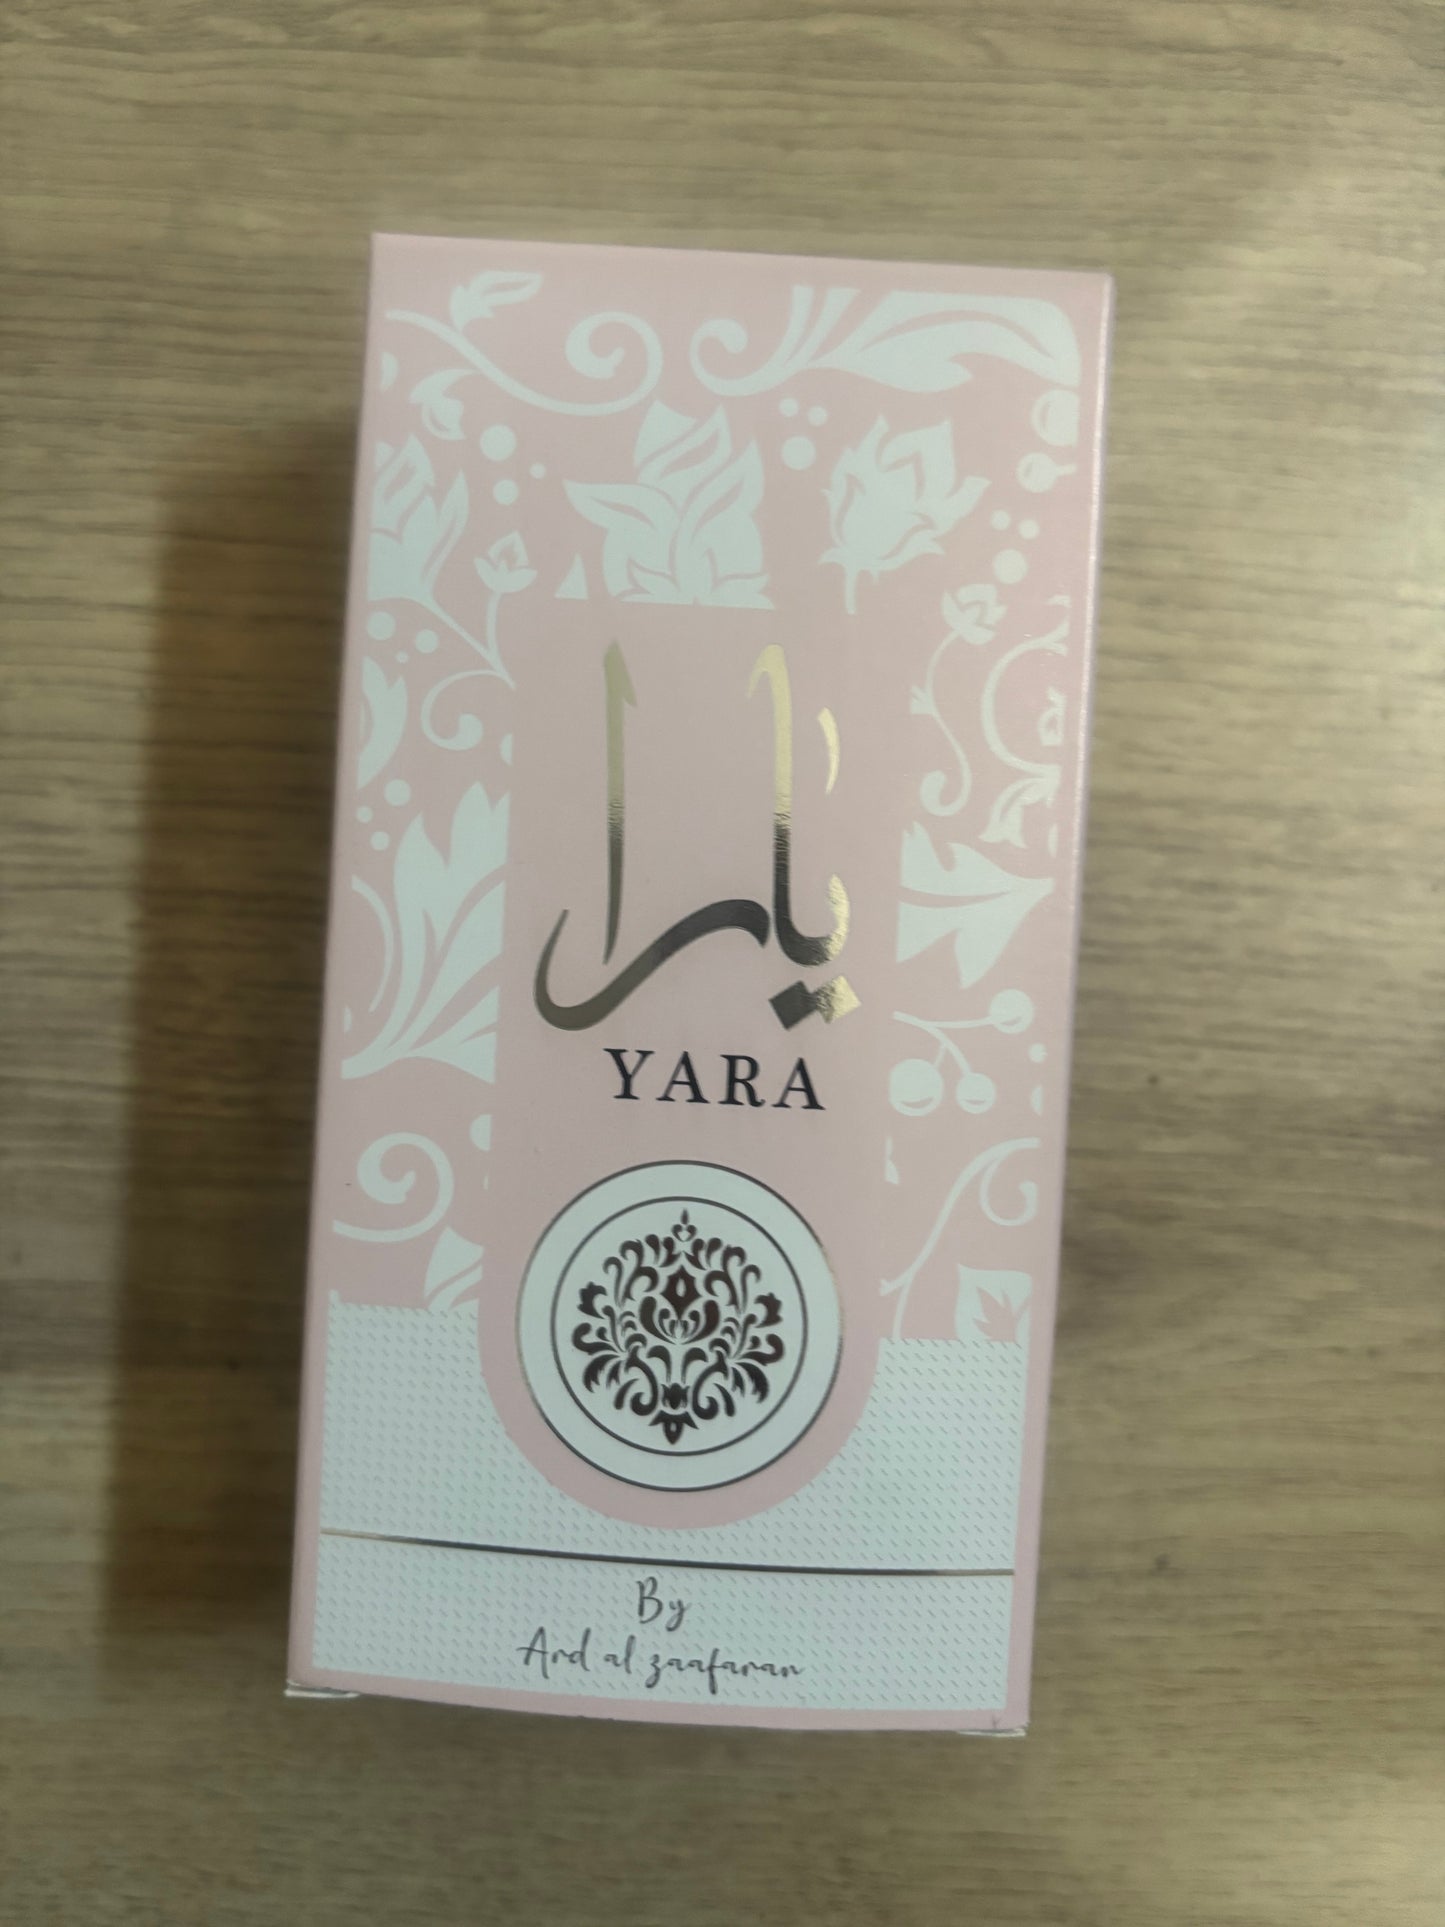 يارا
YARA
By
Ard al zaafaran